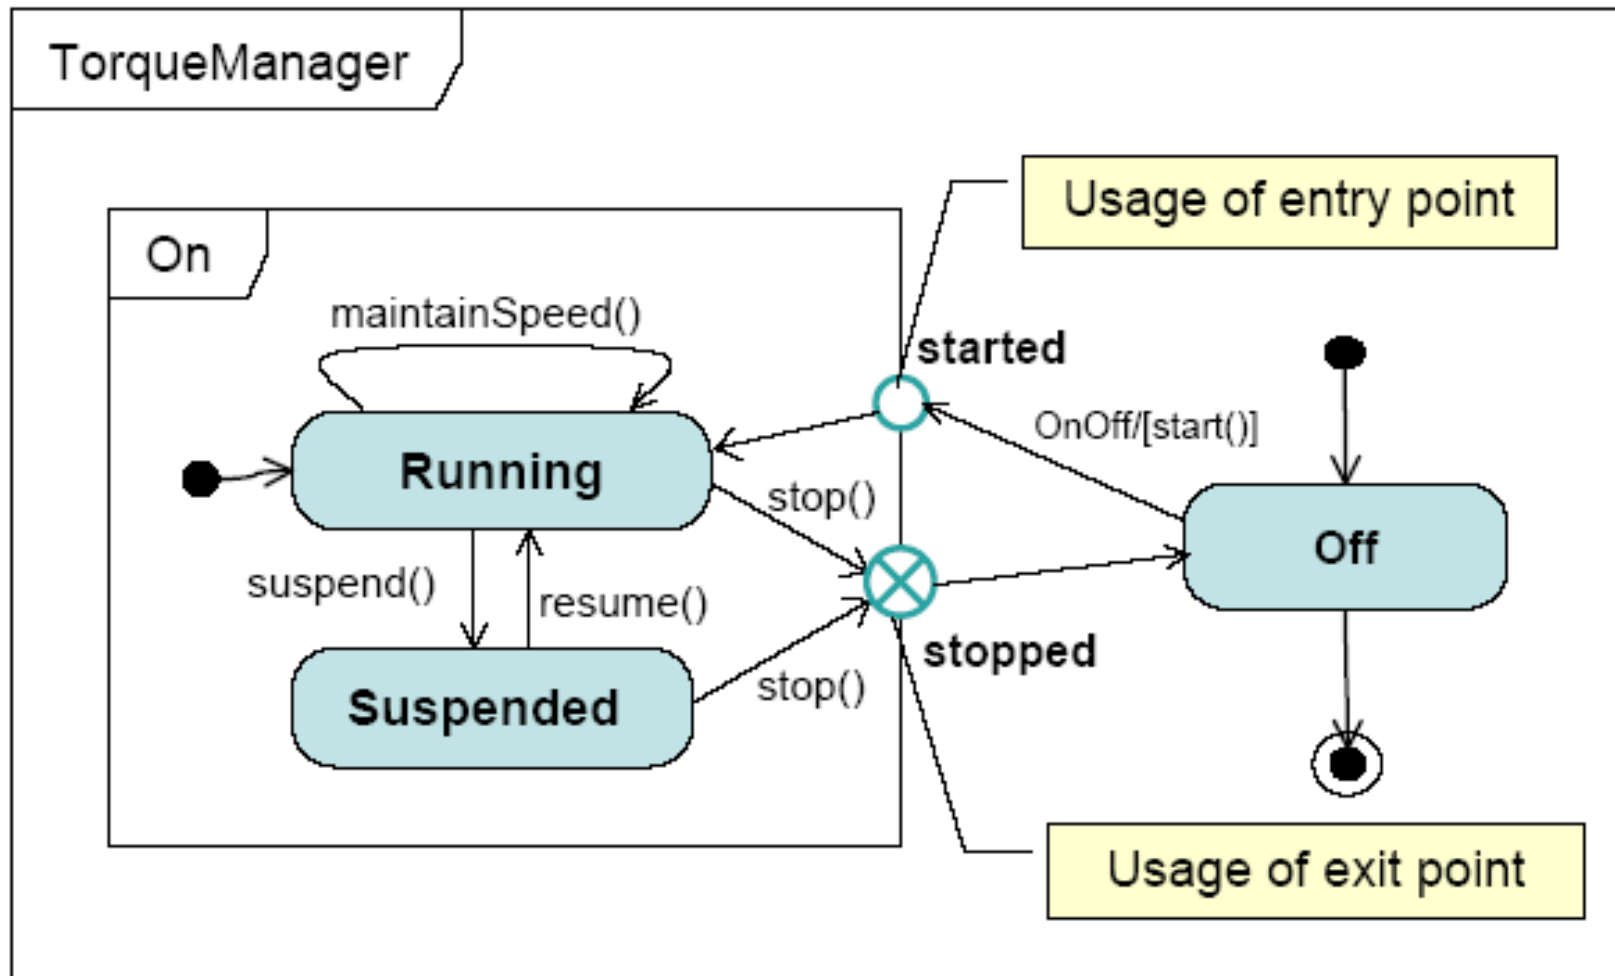 TorqueManager
Usage of entry point
On
maintainSpeed()
started
OnOff/[start()]
Running
stop()
Off
suspend()
resume()
stopped
stop()
Suspended
Usage of exit point